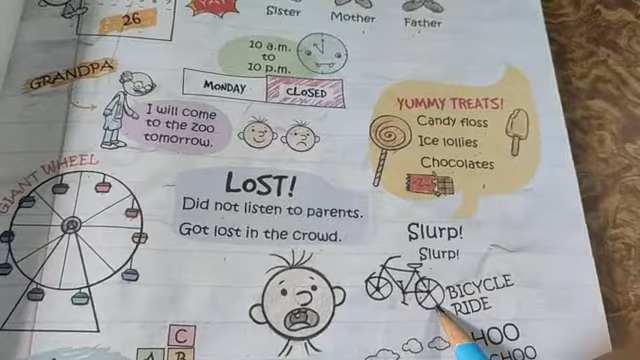 26
Sister
Mother
Father
10 a.m.
to
10 p.m.
GRANDPA
MONDAY
CLOSED
I will come
to the zoo
tomorrow.
YUMMY TREATS!
Candy floss
Ice lollies
Chocolates
GIANT WHEEL
LOST!
Did not listen to parents.
Got lost in the crowd.
Slurp!
Slurp!
BICYCLE
RIDE
HOO
CHOO
C
A
B